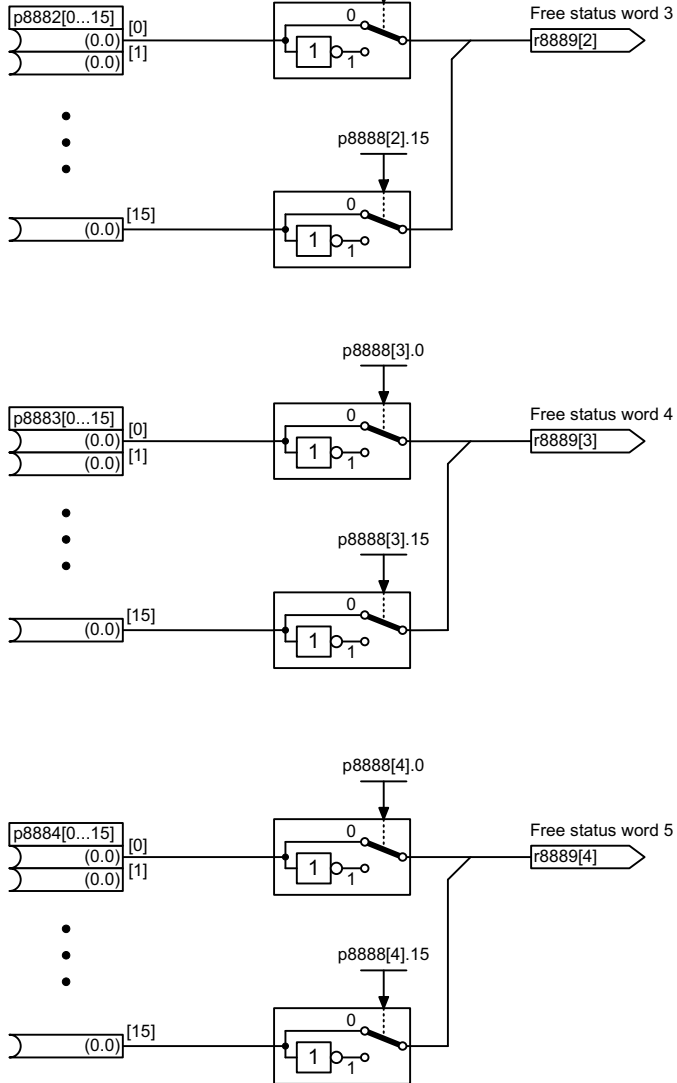 p8882[0...15]
(0.0) [0]
(0.0) [1]
0
1 1
Free status word 3
r8889[2]
p8888[2].15
(0.0) [15]
0
1 1
p8888[3].0
p8883[0...15]
(0.0) [0]
(0.0) [1]
0
1 1
Free status word 4
r8889[3]
p8888[3].15
(0.0) [15]
0
1 1
p8888[4].0
p8884[0...15]
(0.0) [0]
(0.0) [1]
0
1 1
Free status word 5
r8889[4]
p8888[4].15
(0.0) [15]
0
1 1